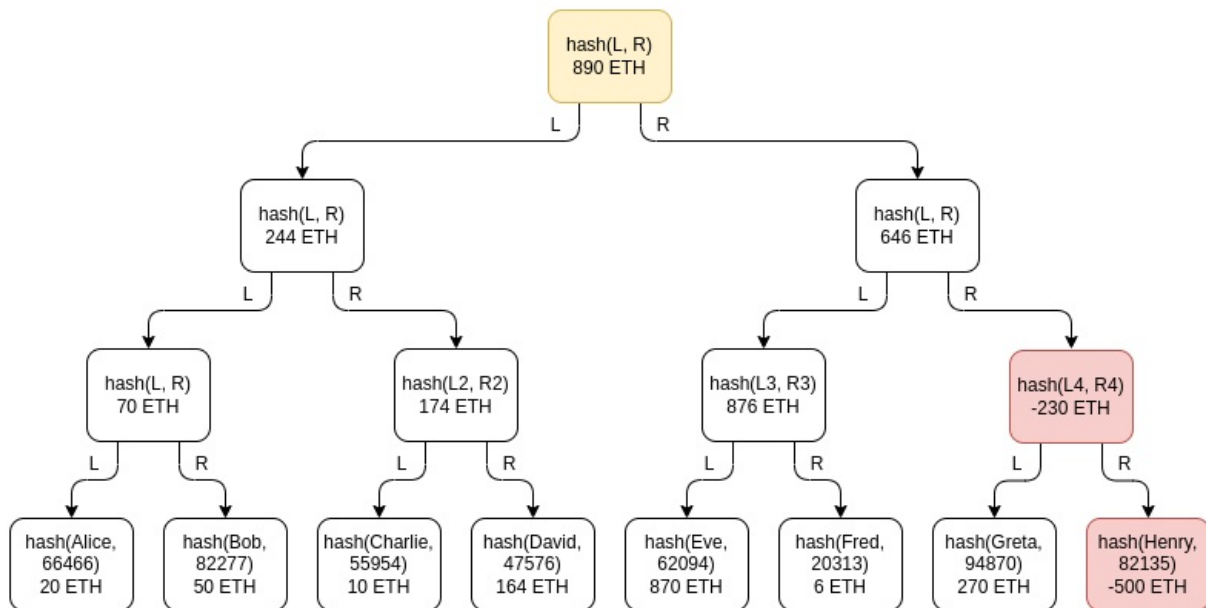 hash(L, R)
890 ETH
L
R
hash(L, R)
244 ETH
hash(L, R)
646 ETH
L
R
L
R
hash(L, R)
70 ETH
hash(L2, R2)
174 ETH
hash(L3, R3)
876 ETH
hash(L4, R4)
-230 ETH
L
R
L
R
L
R
L
R
hash(Alice,
66466)
20 ETH
hash(Bob,
82277)
50 ETH
hash(Charlie,
55954)
10 ETH
hash(David,
47576)
164 ETH
hash(Eve,
62094)
870 ETH
hash(Fred,
20313)
6 ETH
hash(Greta,
94870)
270 ETH
hash(Henry,
82135)
-500 ETH